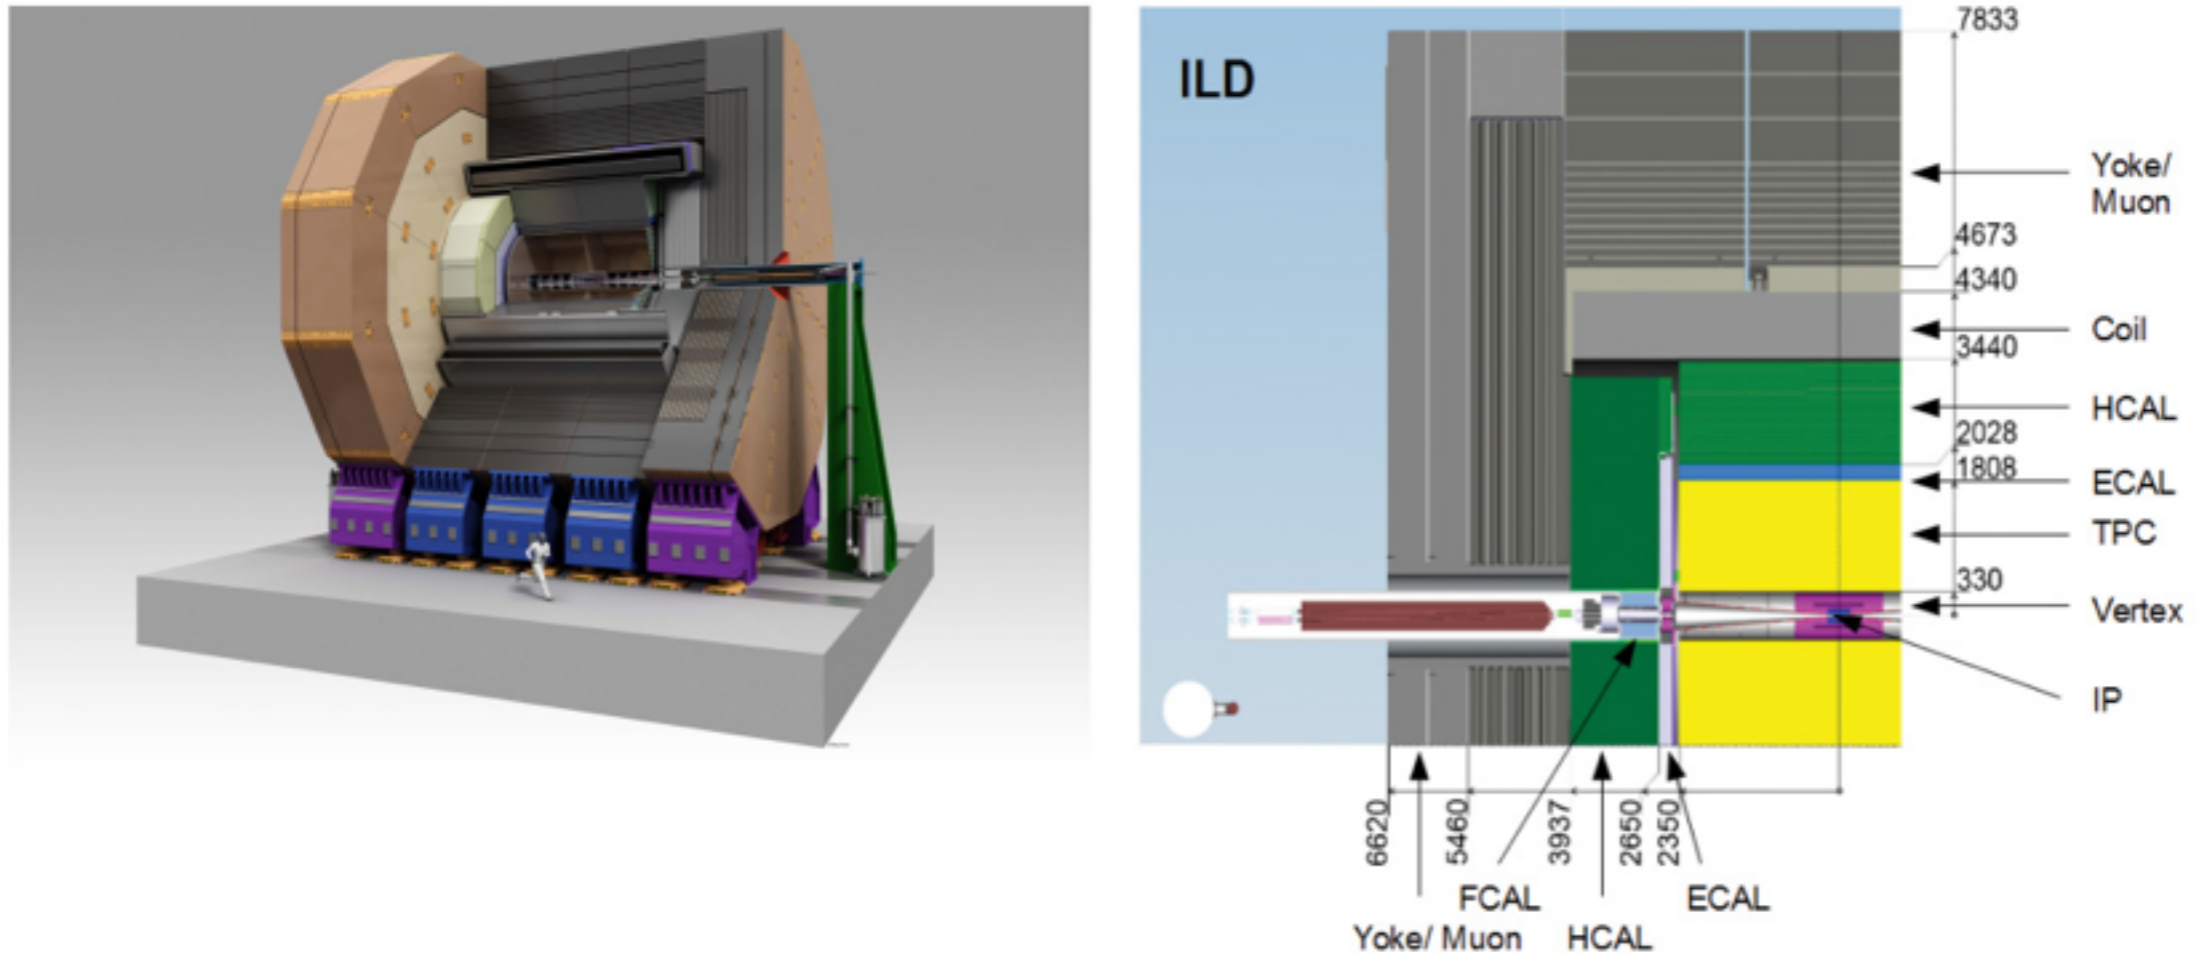 ILD
7833
Yoke/
Muon
4673
4340
Coil
3440
HCAL
2028
1808
ECAL
TPC
330
Vertex
IP
6620
5460
3937
2650
2350
FCAL
ECAL
Yoke/ Muon
HCAL